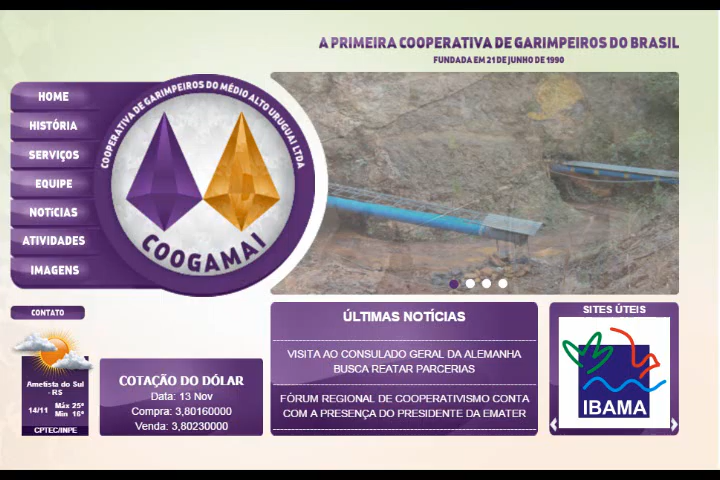 A PRIMEIRA COOPERATIVA DE GARIMPEIROS DO BRASIL
FUNDADA EM 21 DE JUNHO DE 1990
HOME
HISTÓRIA
SERVIÇOS
EQUIPE
NOTíCIAS
ATIVIDADES
IMAGENS
CONTATO
COOPERATIVA DE GARIMPEIROS DO MÉDIO ALTO URUGUAI LTDA
COOGAMAI
Ametista do Sul
- RS
14/11
Máx 25º
Mín 16º
CPTEC/INPE
COTAÇÃO DO DÓLAR
Data: 13 Nov
Compra: 3,80160000
Venda: 3,80230000
ÚLTIMAS NOTÍCIAS
VISITA AO CONSULADO GERAL DA ALEMANHA
BUSCA REATAR PARCERIAS
FÓRUM REGIONAL DE COOPERATIVISMO CONTA
COM A PRESENÇA DO PRESIDENTE DA EMATER
SITES ÚTEIS
IBAMA